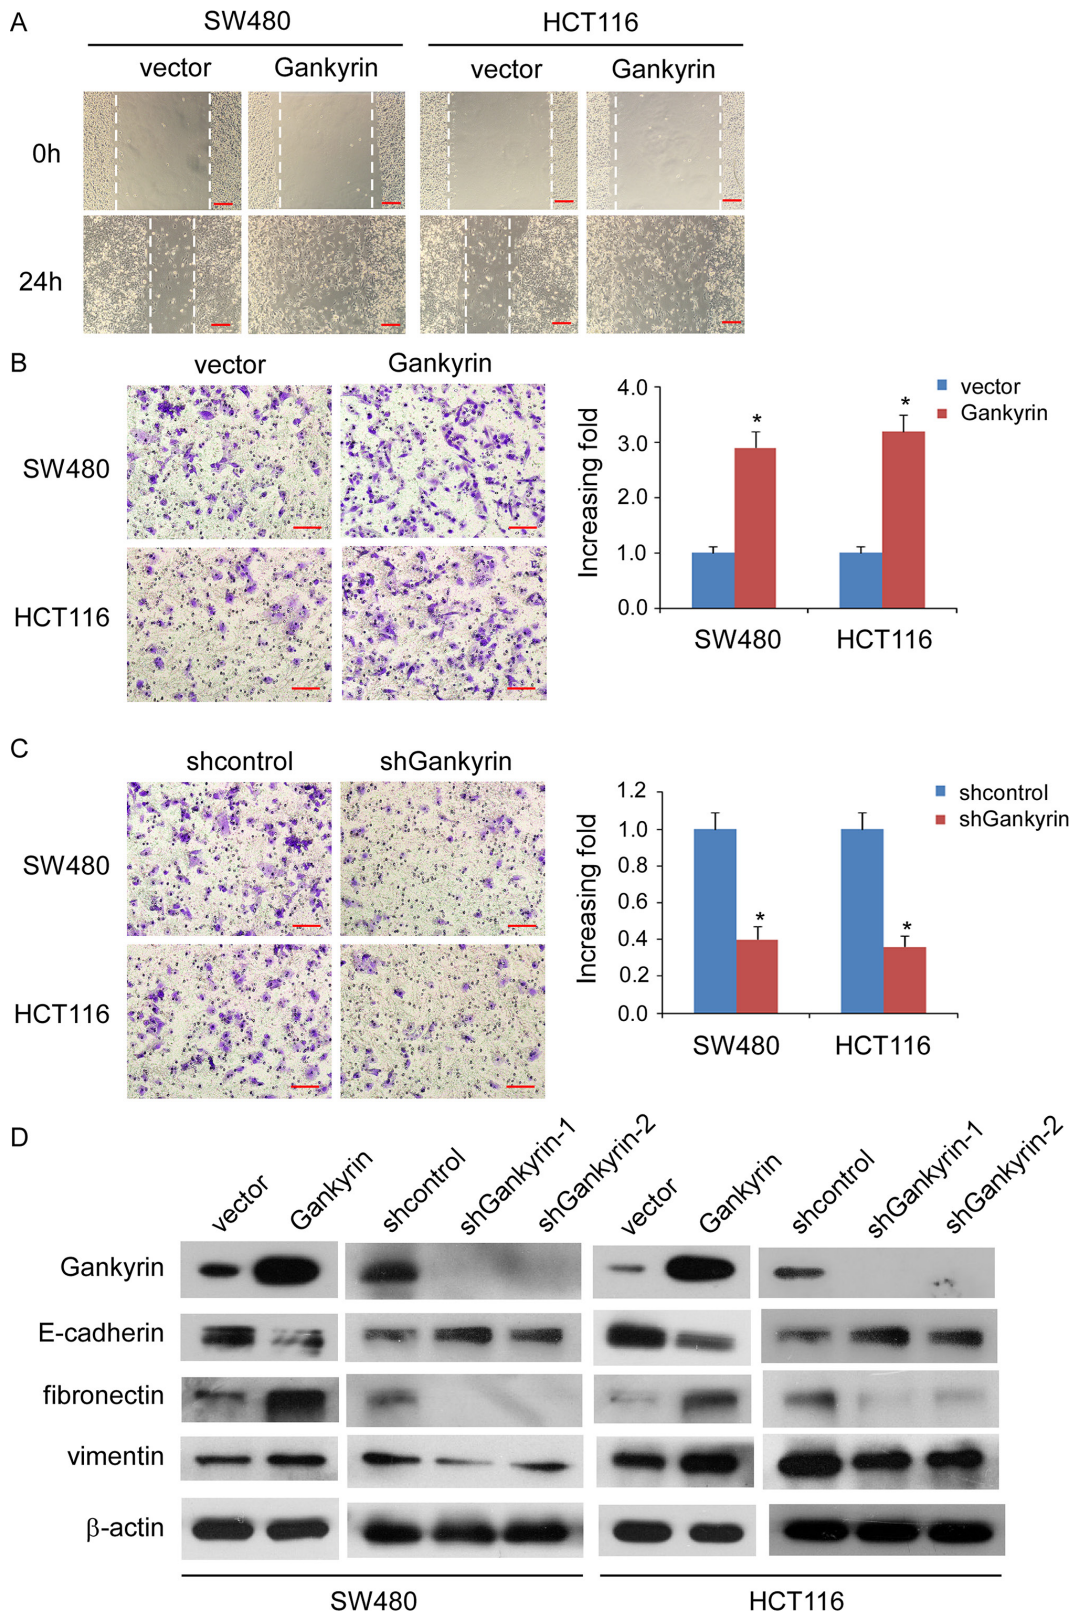 A
SW480
HCT116
vector
Gankyrin
vector
Gankyrin
0h
24h
B
vector
Gankyrin
SW480
HCT116
Increasing fold
4.0
3.0
2.0
1.0
0.0
*
*
vector
Gankyrin
SW480
HCT116
C
shcontrol
shGankyrin
SW480
HCT116
Increasing fold
1.2
1.0
0.8
0.6
0.4
0.2
0.0
*
*
shcontrol
shGankyrin
SW480
HCT116
D
vector
Gankyrin
shcontrol
shGankyrin-1
shGankyrin-2
vector
Gankyrin
shcontrol
shGankyrin-1
shGankyrin-2
Gankyrin
E-cadherin
fibronectin
vimentin
β-actin
SW480
HCT116